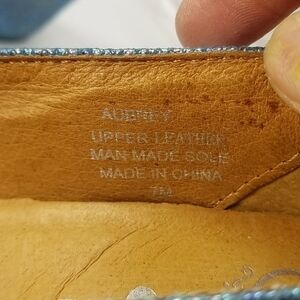 AUBREY
UPPER LEATHER
MAN MADE SOLE
MADE IN CHINA
7M